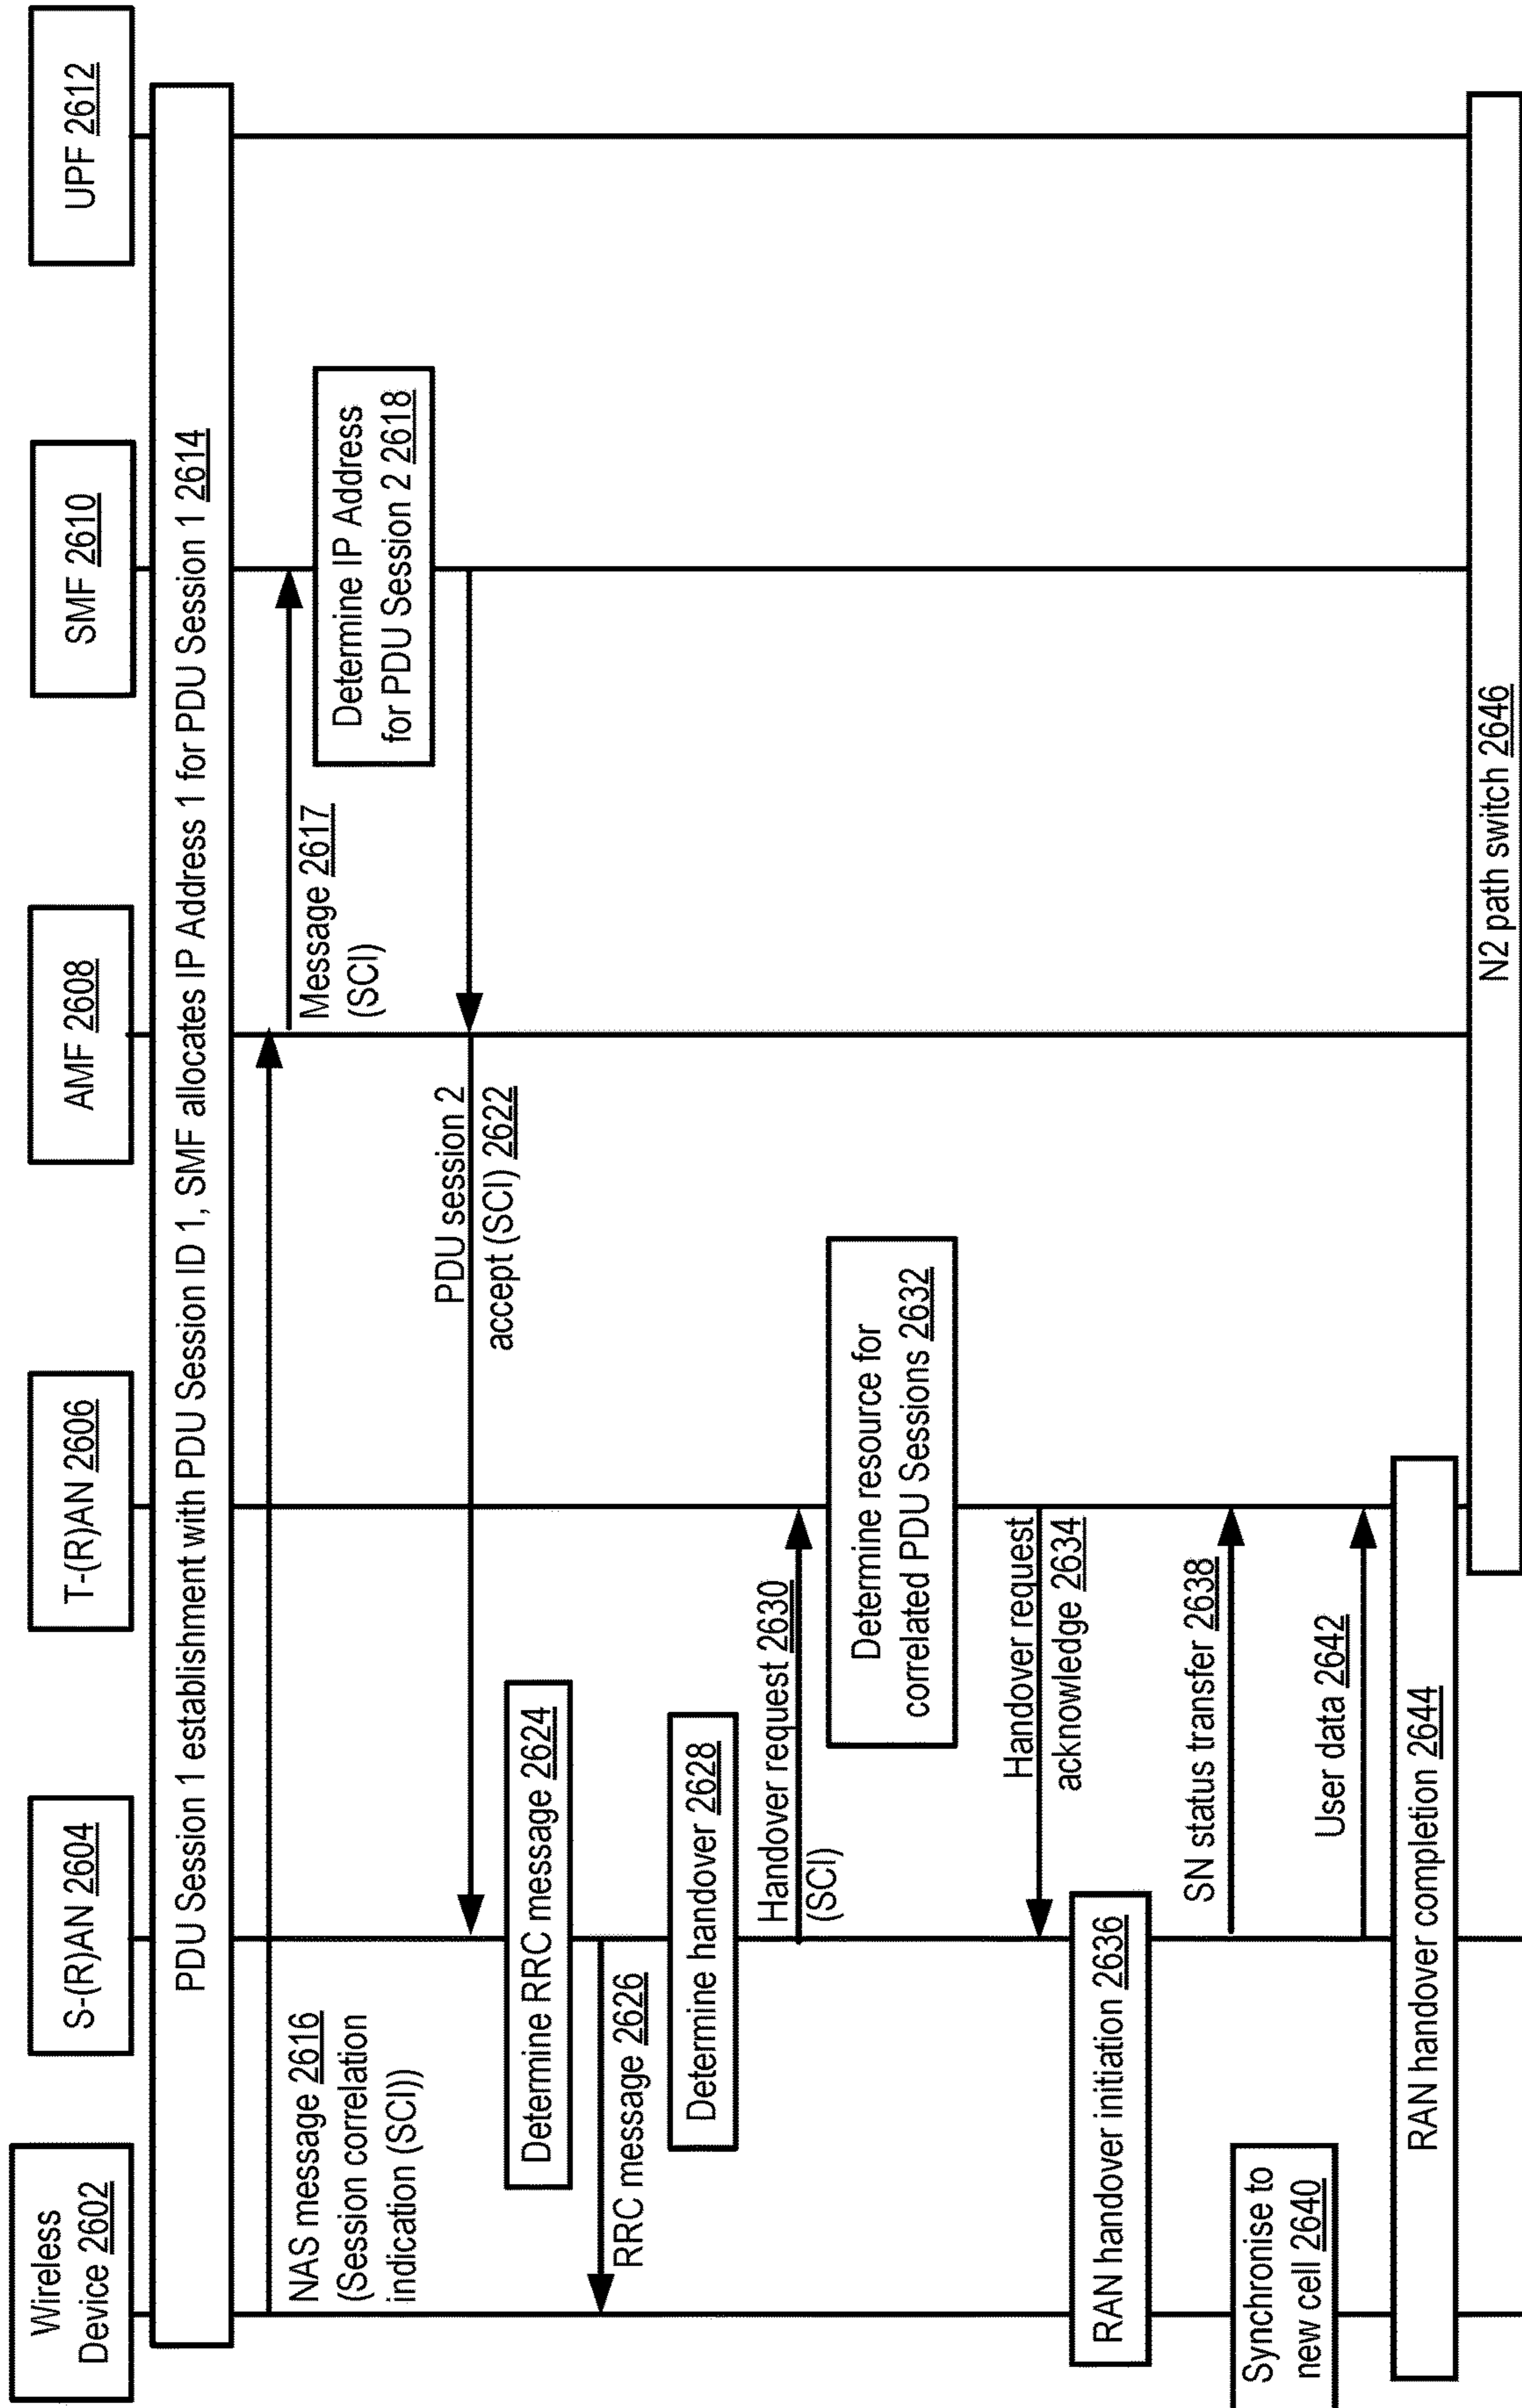 Wireless
Device 2602
S-(R)AN 2604
T-(R)AN 2606
AMF 2608
SMF 2610
UPF 2612
PDU Session 1 establishment with PDU Session ID 1, SMF allocates IP Address 1 for PDU Session 1 2614
NAS message 2616
(Session correlation
indication (SCI))
Message 2617
(SCI)
Determine IP Address
for PDU Session 2 2618
PDU session 2
accept (SCI) 2622
Determine RRC message 2624
RRC message 2626
Determine handover 2628
Handover request 2630
(SCI)
Determine resource for
correlated PDU Sessions 2632
Handover request
acknowledge 2634
RAN handover initiation 2636
SN status transfer 2638
Synchronise to
new cell 2640
User data 2642
RAN handover completion 2644
N2 path switch 2646